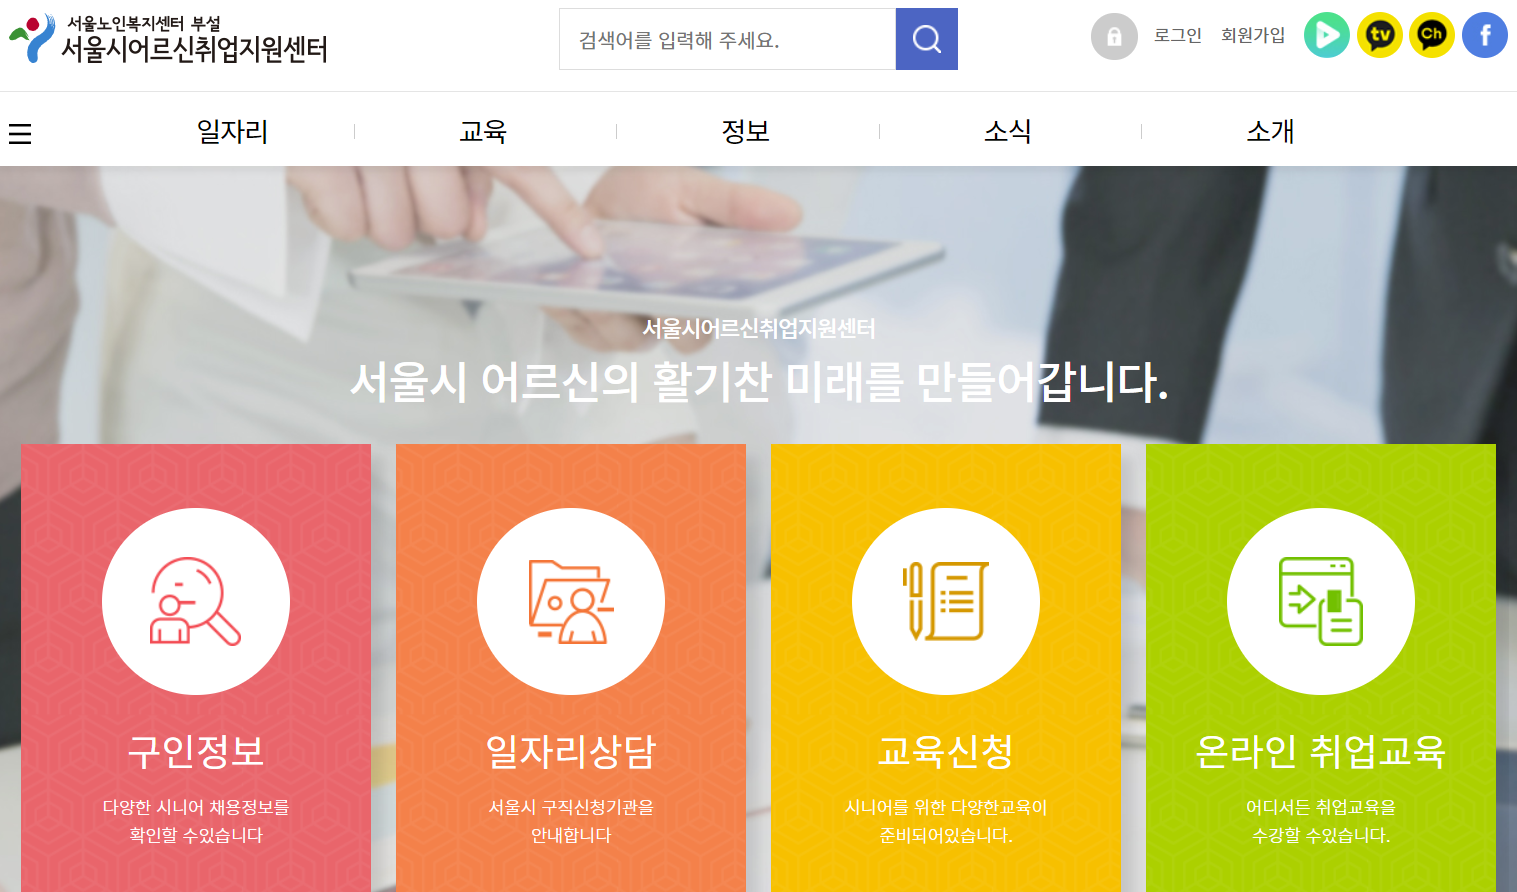 서울노인복지센터 부설
서울시어르신취업지원센터
검색어를 입력해 주세요.
로그인 회원가입
tv
Ch
f
일자리 교육 정보 소식 소개
서울시어르신취업지원센터
서울시 어르신의 활기찬 미래를 만들어갑니다.
구인정보
다양한 시니어 채용정보를
확인할 수있습니다
일자리상담
서울시 구직신청기관을
안내합니다
교육신청
시니어를 위한 다양한교육이
준비되어있습니다.
온라인 취업교육
어디서든 취업교육을
수강할 수있습니다.